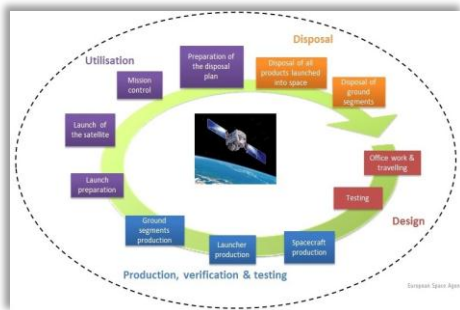 Disposal
Utilisation
Preparation
of the disposal
plan
Disposal of all
products launched
into space
Disposal of
ground
segments
Mission
control
Launch of
the satellite
Office work &
travelling
Launch
preparation
Testing
Design
Ground
segments
production
Launcher
production
Spacecraft
production
Production, verification & testing
European Space Agen